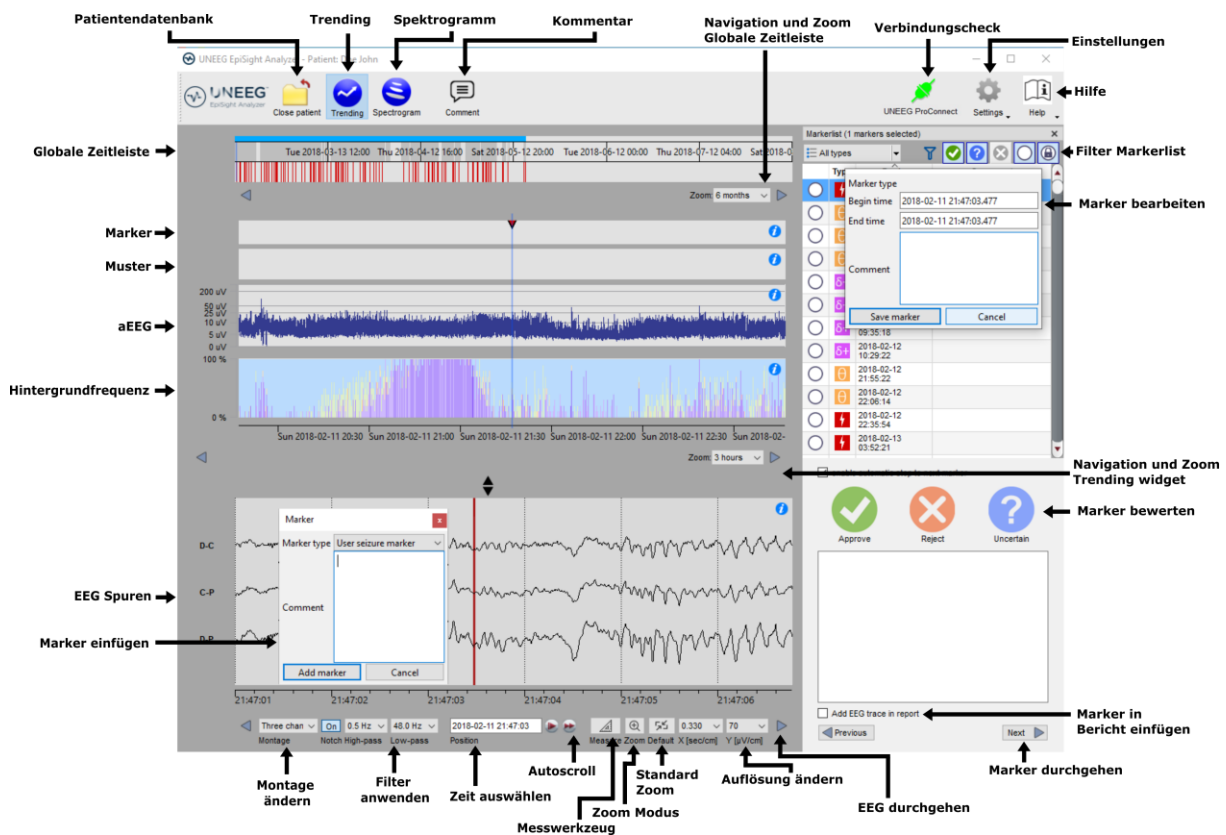 Patientendatenbank
Trending
Spektrogramm
Kommentar
Navigation und Zoom
Globale Zeitleiste
Verbindungscheck
Einstellungen
UNEEG EpiSight Analyzer - Patient: Doe John
UNEEG
EpiSight Analyzer
Close patient
Trending
Spectrogram
Comment
UNEEG ProConnect
Settings
Help
Hilfe
Globale Zeitleiste
Tue 2018-03-13 12:00 Thu 2018-04-12 16:00 Sat 2018-05-12 20:00 Tue 2018-06-12 00:00 Thu 2018-07-12 04:00 Sat 2018-0
Zoom: 6 months
Markerlist (1 markers selected)
All types
Filter Markerlist
Marker type
Begin time 2018-02-11 21:47:03.477
End time 2018-02-11 21:47:03.477
Comment
Save marker
Cancel
Marker bearbeiten
09:35:18
δ+ 2018-02-12
10:29:22
θ 2018-02-12
21:55:22
θ 2018-02-12
22:06:14
2018-02-12
22:35:54
2018-02-13
03:52:21
Marker
Muster
aEEG
200 uV
50 uV
25 uV
10 uV
5 uV
0 uV
Hintergrundfrequenz
100 %
0 %
Sun 2018-02-11 20:30 Sun 2018-02-11 21:00 Sun 2018-02-11 21:30 Sun 2018-02-11 22:00 Sun 2018-02-11 22:30 Sun 2018-02-
Zoom: 3 hours
Navigation und Zoom
Trending widget
Approve
Reject
Uncertain
Marker bewerten
EEG Spuren
D-C
C-P
Marker
Marker type User seizure marker
Comment
Add marker
Cancel
Marker einfügen
21:47:01
21:47:02
21:47:03
21:47:04
21:47:05
21:47:06
Three chan
On
0.5 Hz
48.0 Hz
2018-02-11 21:47:03
0.330
70
Montage
Notch
High-pass
Low-pass
Position
Measure
Zoom
Default
X [sec/cm]
Y [µV/cm]
Add EEG trace in report
Previous
Next
Marker in
Bericht einfügen
Marker durchgehen
Montage
ändern
Filter
anwenden
Zeit auswählen
Autoscroll
Messwerkzeug
Zoom Modus
Standard
Zoom
Auflösung ändern
EEG durchgehen